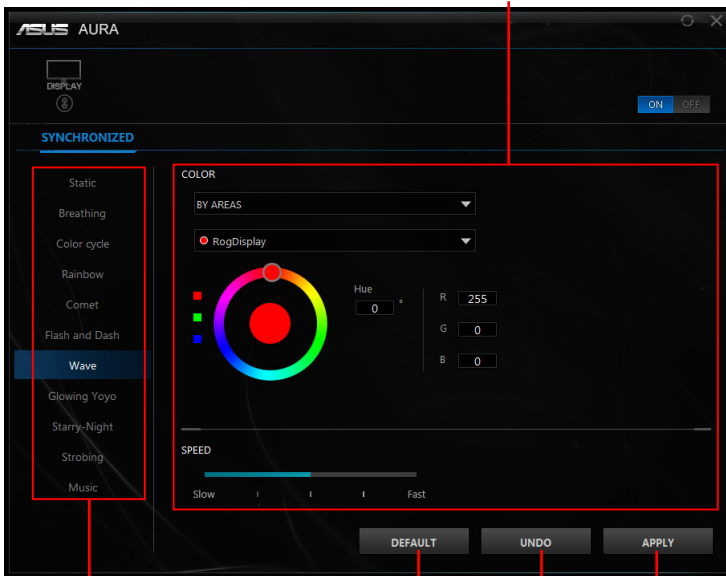 ASUS AURA
DISPLAY
ON OFF
SYNCHRONIZED
Static
Breathing
Color cycle
Rainbow
Comet
Flash and Dash
Wave
Glowing Yoyo
Starry-Night
Strobing
Music
COLOR
BY AREAS
RogDisplay
Hue
0 °
R 255
G 0
B 0
SPEED
Slow Fast
DEFAULT UNDO APPLY